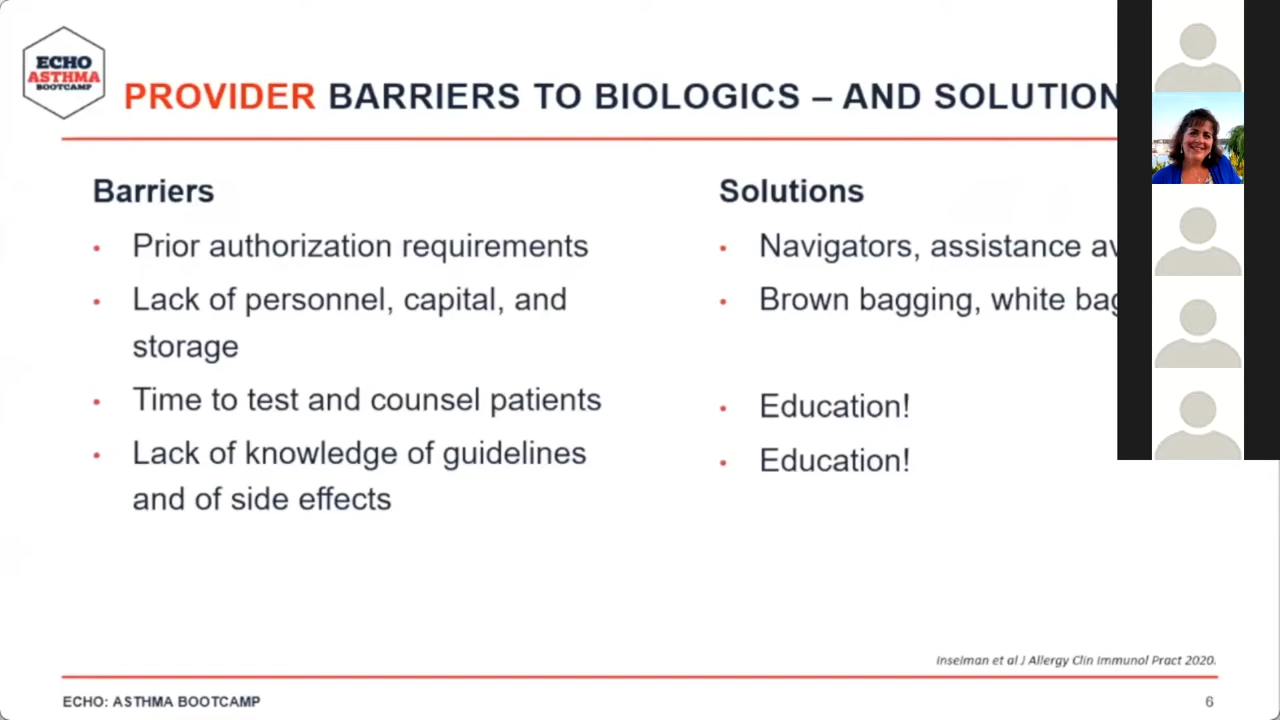 ECHO
ASTHMA
BOOTCAMP
PROVIDER BARRIERS TO BIOLOGICS – AND SOLUTION
Barriers
• Prior authorization requirements
• Lack of personnel, capital, and
storage
• Time to test and counsel patients
• Lack of knowledge of guidelines
and of side effects
Solutions
• Navigators, assistance
• Brown bagging, white
• Education!
• Education!
Inselman et al J Allergy Clin Immunol Pract 2020.
ECHO: ASTHMA BOOTCAMP
6